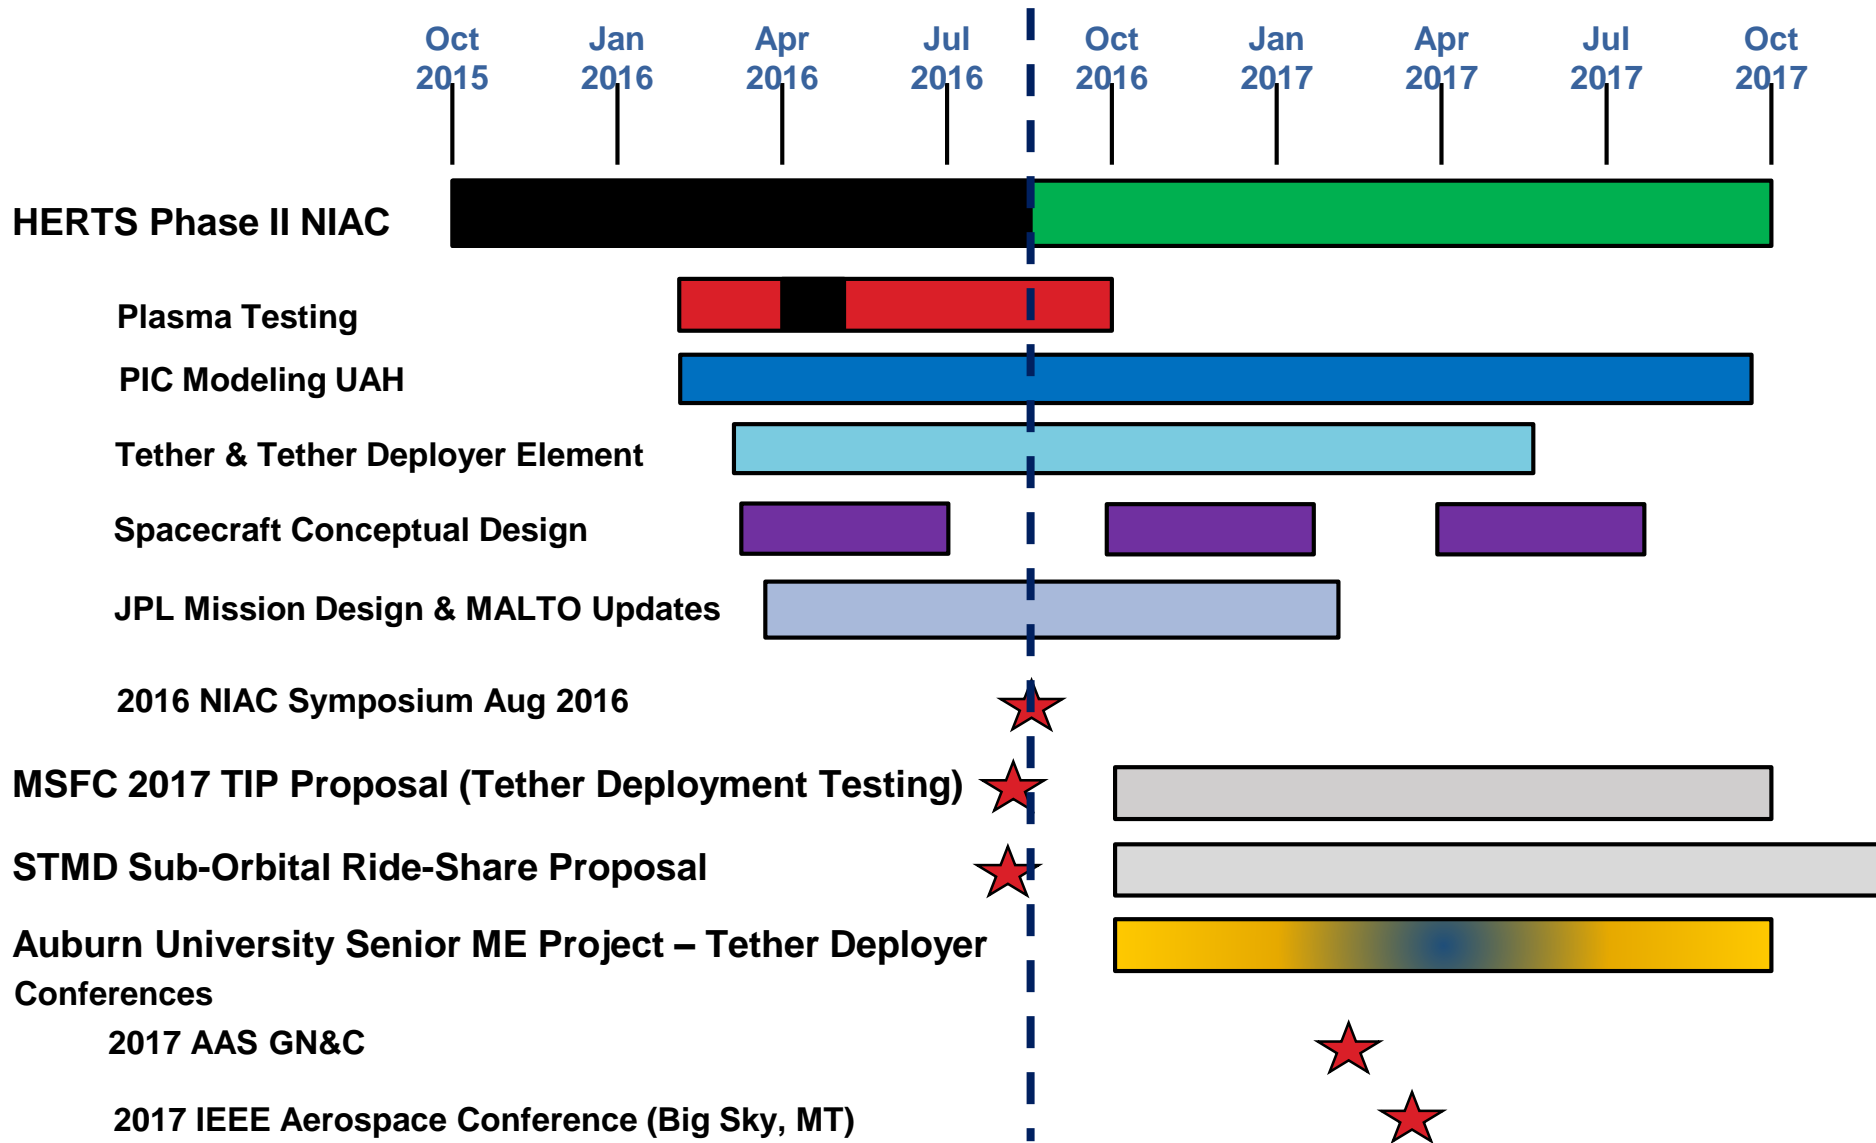 Oct Jan Apr Jul Oct Jan Apr Jul Oct
2015 2016 2016 2016 2016 2017 2017 2017 2017
HERTS Phase II NIAC
Plasma Testing
PIC Modeling UAH
Tether & Tether Deployer Element
Spacecraft Conceptual Design
JPL Mission Design & MALTO Updates
2016 NIAC Symposium Aug 2016
MSFC 2017 TIP Proposal (Tether Deployment Testing)
STMD Sub-Orbital Ride-Share Proposal
Auburn University Senior ME Project – Tether Deployer
Conferences
2017 AAS GN&C
2017 IEEE Aerospace Conference (Big Sky, MT)